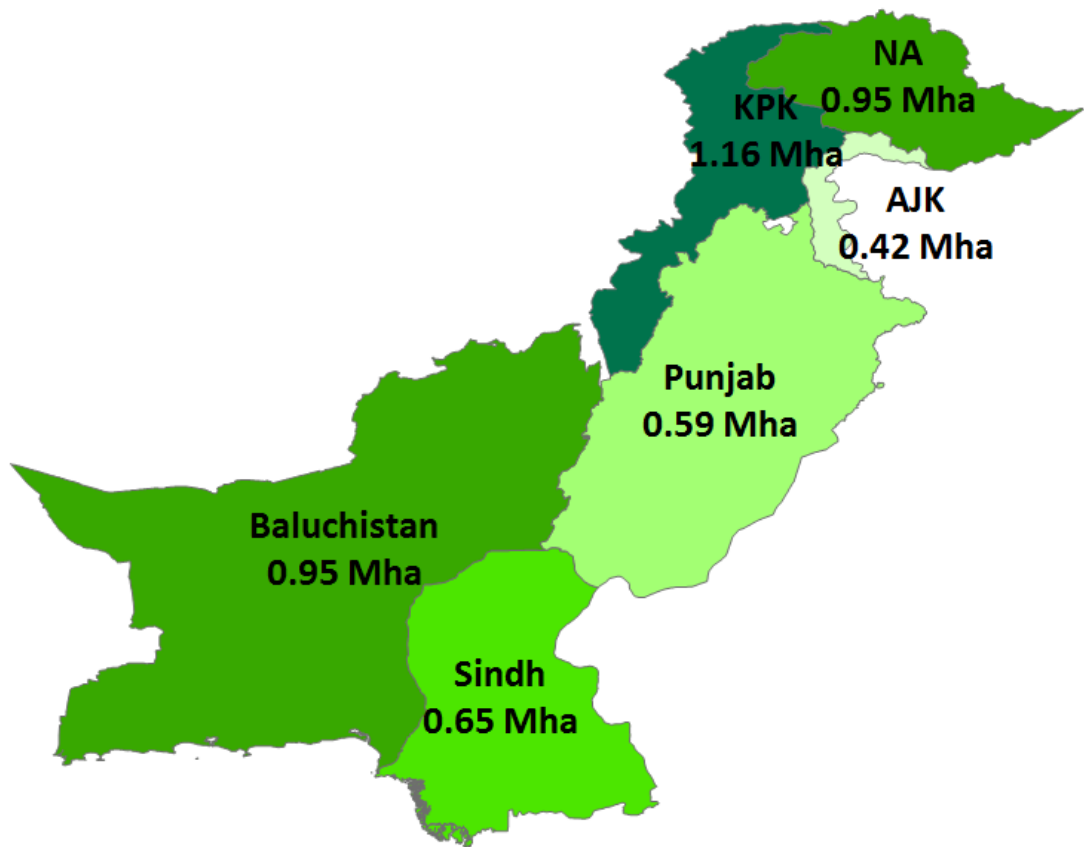 NA
0.95 Mha
KPK
1.16 Mha
AJK
0.42 Mha
Punjab
0.59 Mha
Baluchistan
0.95 Mha
Sindh
0.65 Mha